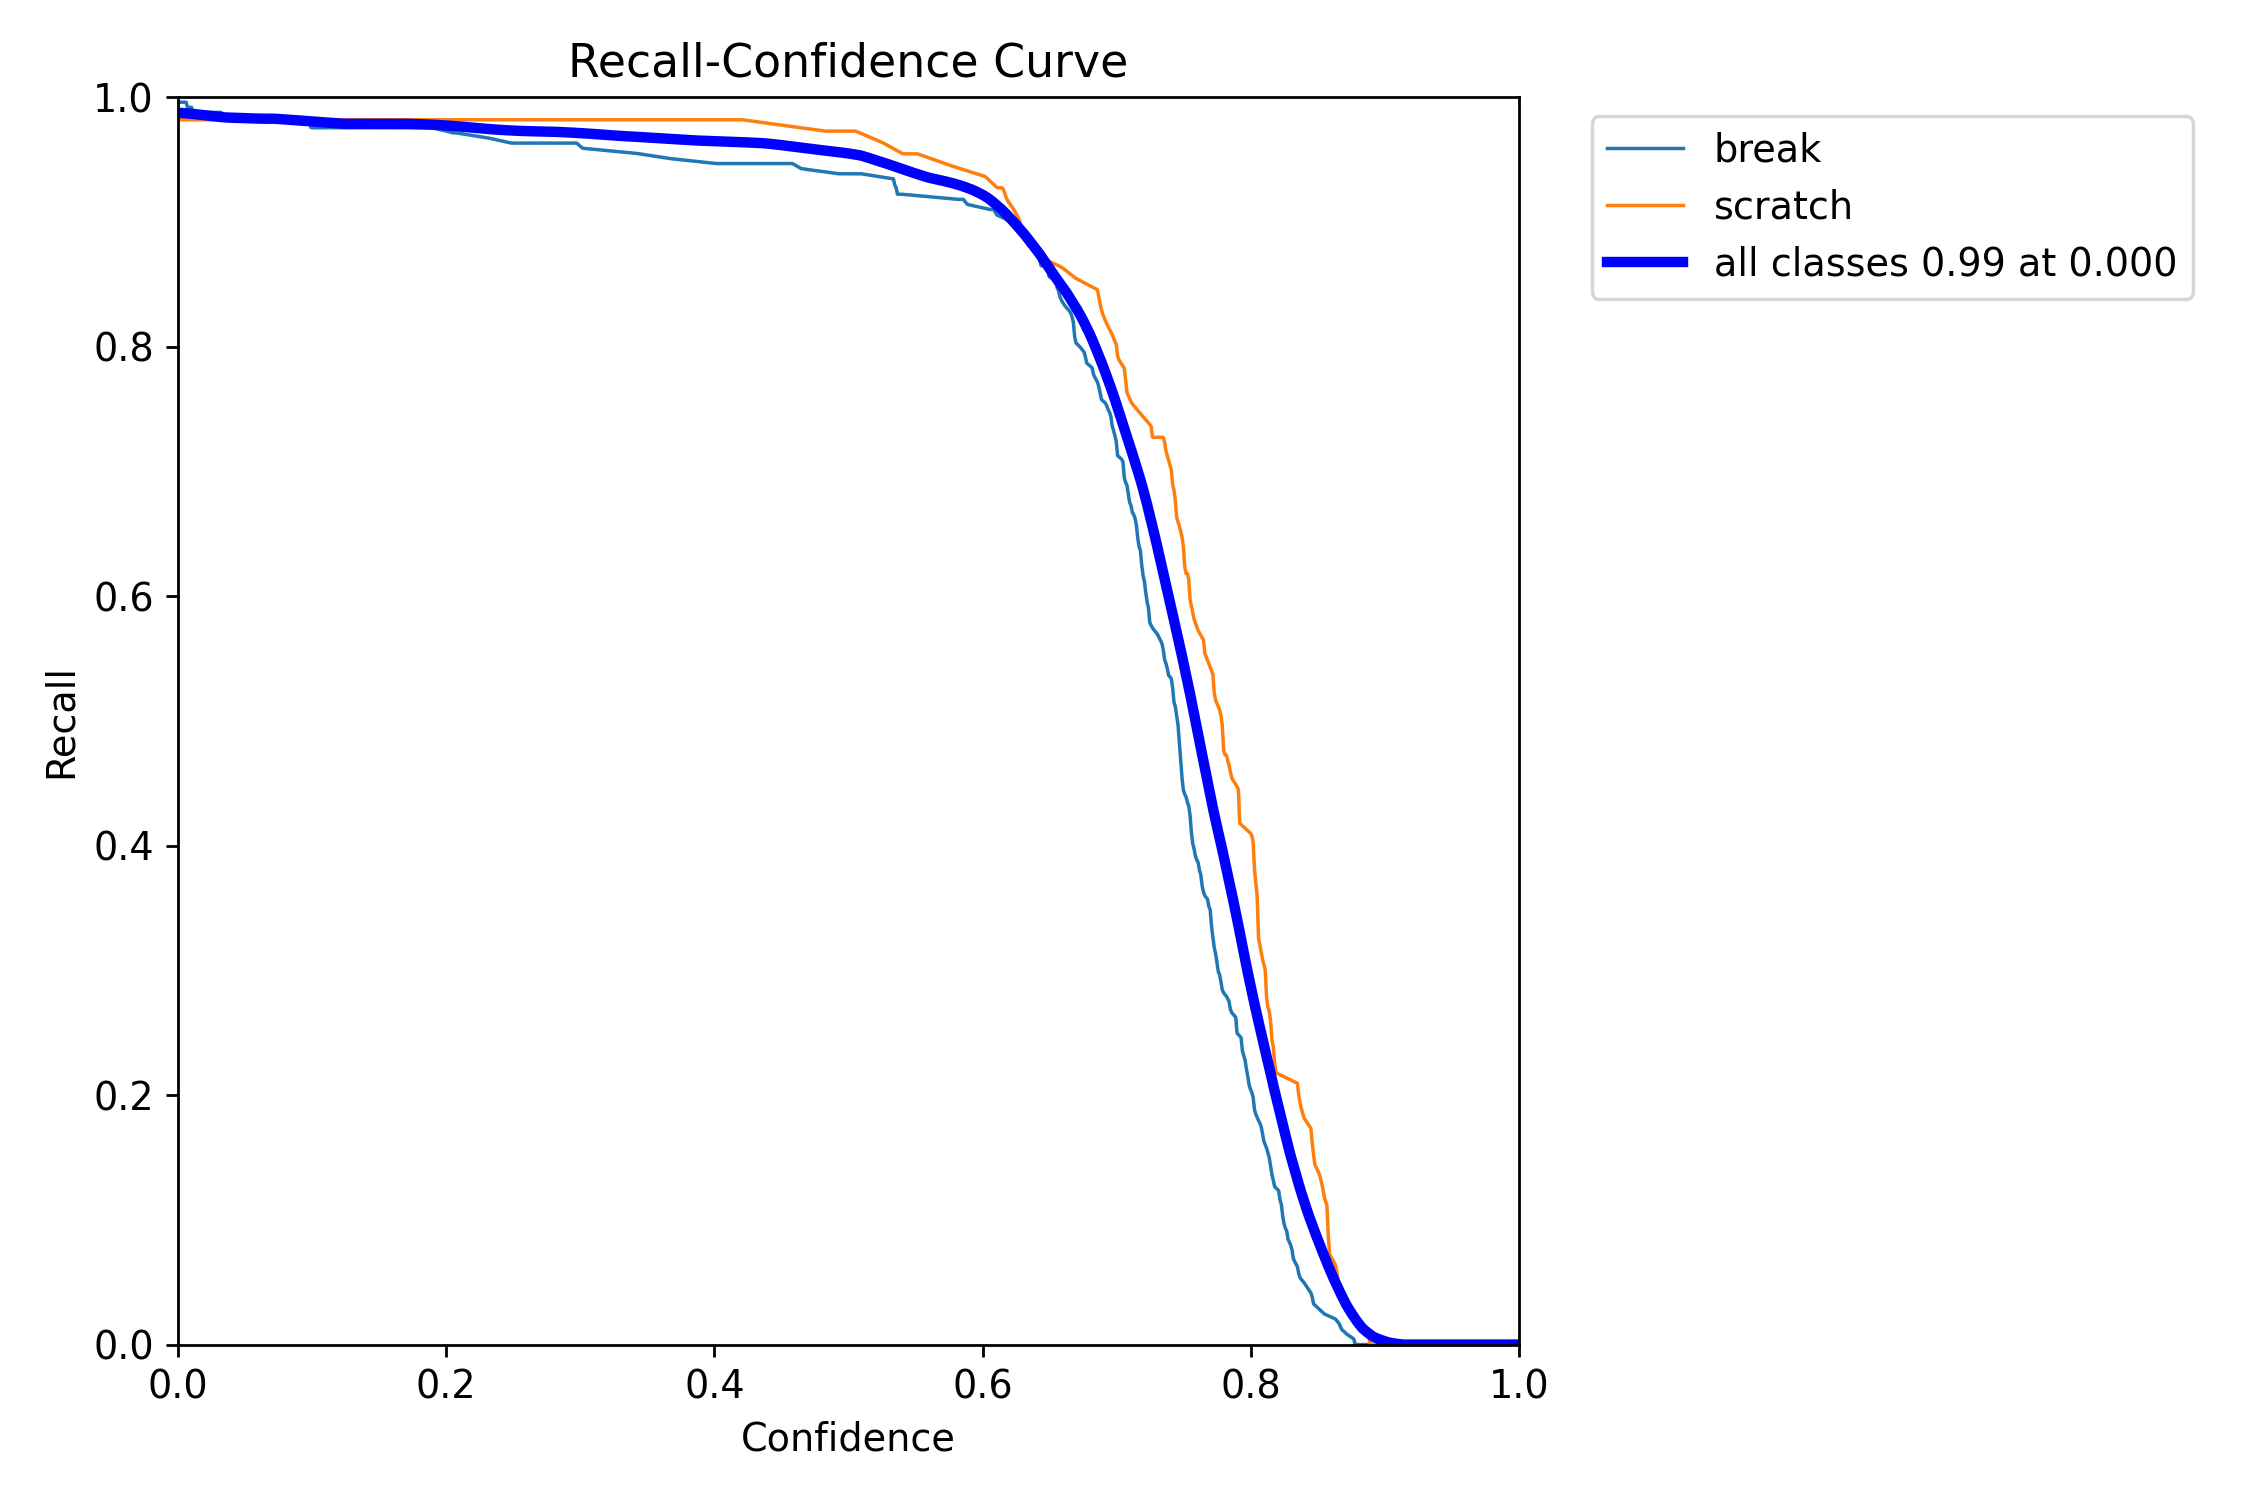 Recall-Confidence Curve
1.0
0.8
0.6
0.4
0.2
0.0
Recall
0.0 0.2 0.4 0.6 0.8 1.0
Confidence
break
scratch
all classes 0.99 at 0.000